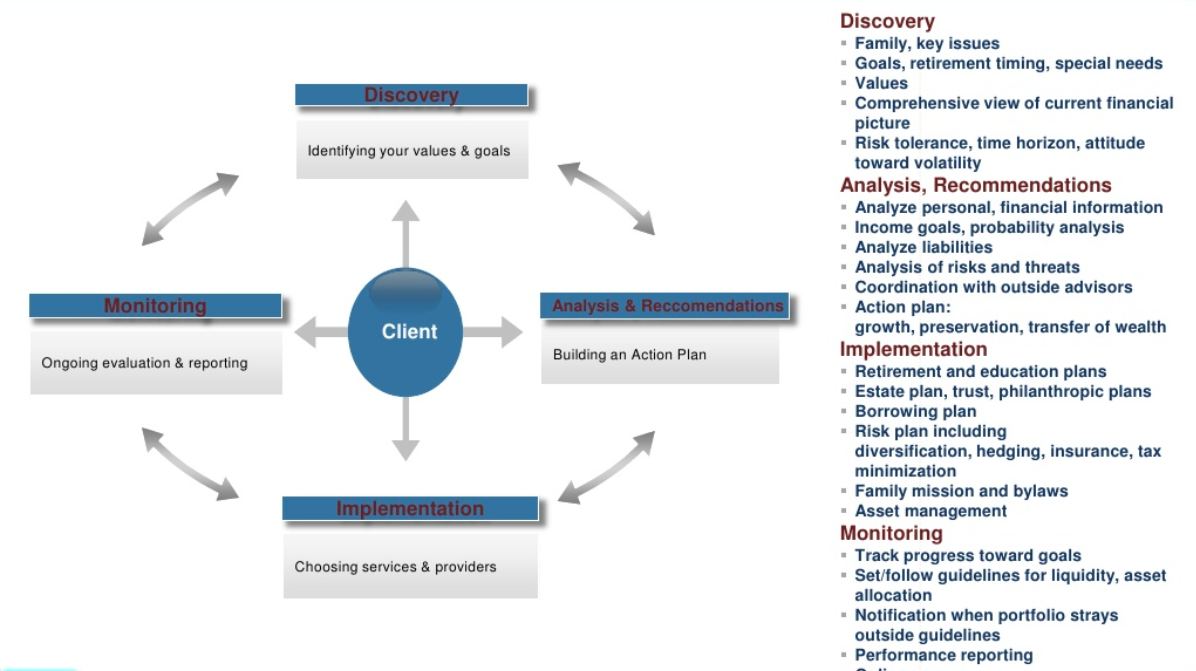 Discovery
Identifying your values & goals
Monitoring
Ongoing evaluation & reporting
Client
Analysis & Reccomendations
Building an Action Plan
Implementation
Choosing services & providers
Discovery
Family, key issues
Goals, retirement timing, special needs
Values
Comprehensive view of current financial
picture
Risk tolerance, time horizon, attitude
toward volatility
Analysis, Recommendations
Analyze personal, financial information
Income goals, probability analysis
Analyze liabilities
Analysis of risks and threats
Coordination with outside advisors
Action plan:
growth, preservation, transfer of wealth
Implementation
Retirement and education plans
Estate plan, trust, philanthropic plans
Borrowing plan
Risk plan including
diversification, hedging, insurance, tax
minimization
Family mission and bylaws
Asset management
Monitoring
Track progress toward goals
Set/follow guidelines for liquidity, asset
allocation
Notification when portfolio strays
outside guidelines
Performance reporting